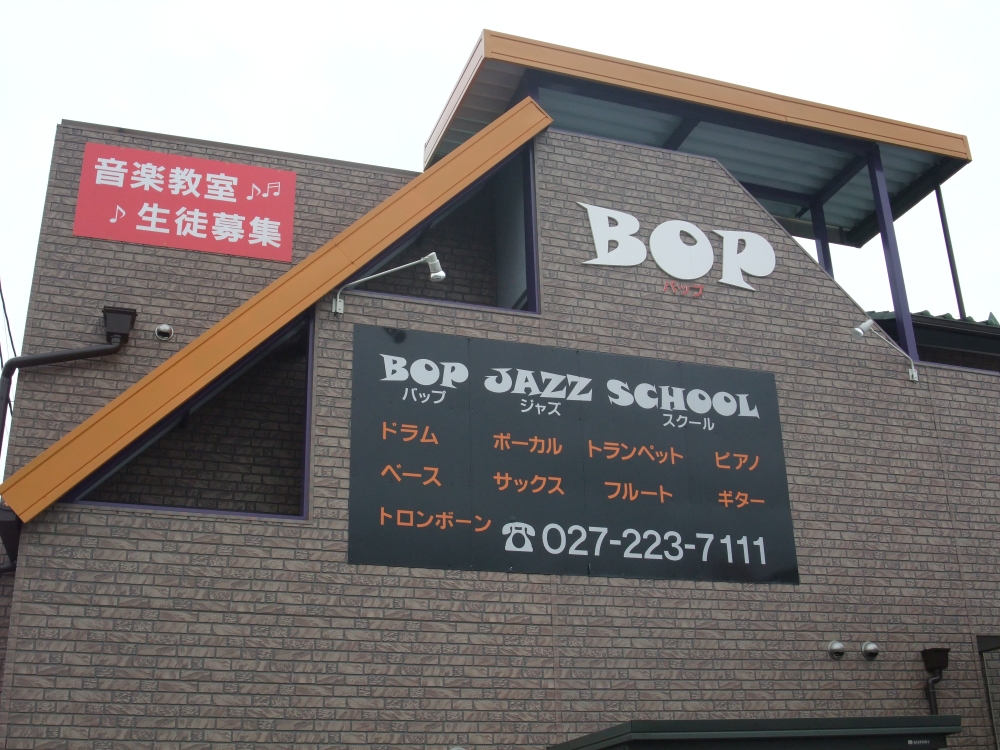 音楽教室♪♬
♪生徒募集
BOP
バップ
BOP JAZZ SCHOOL
バップ ジャズ スクール
ドラム ボーカル トランペット ピアノ
ベース サックス フルート ギター
トロンボーン ☎027-223-7111